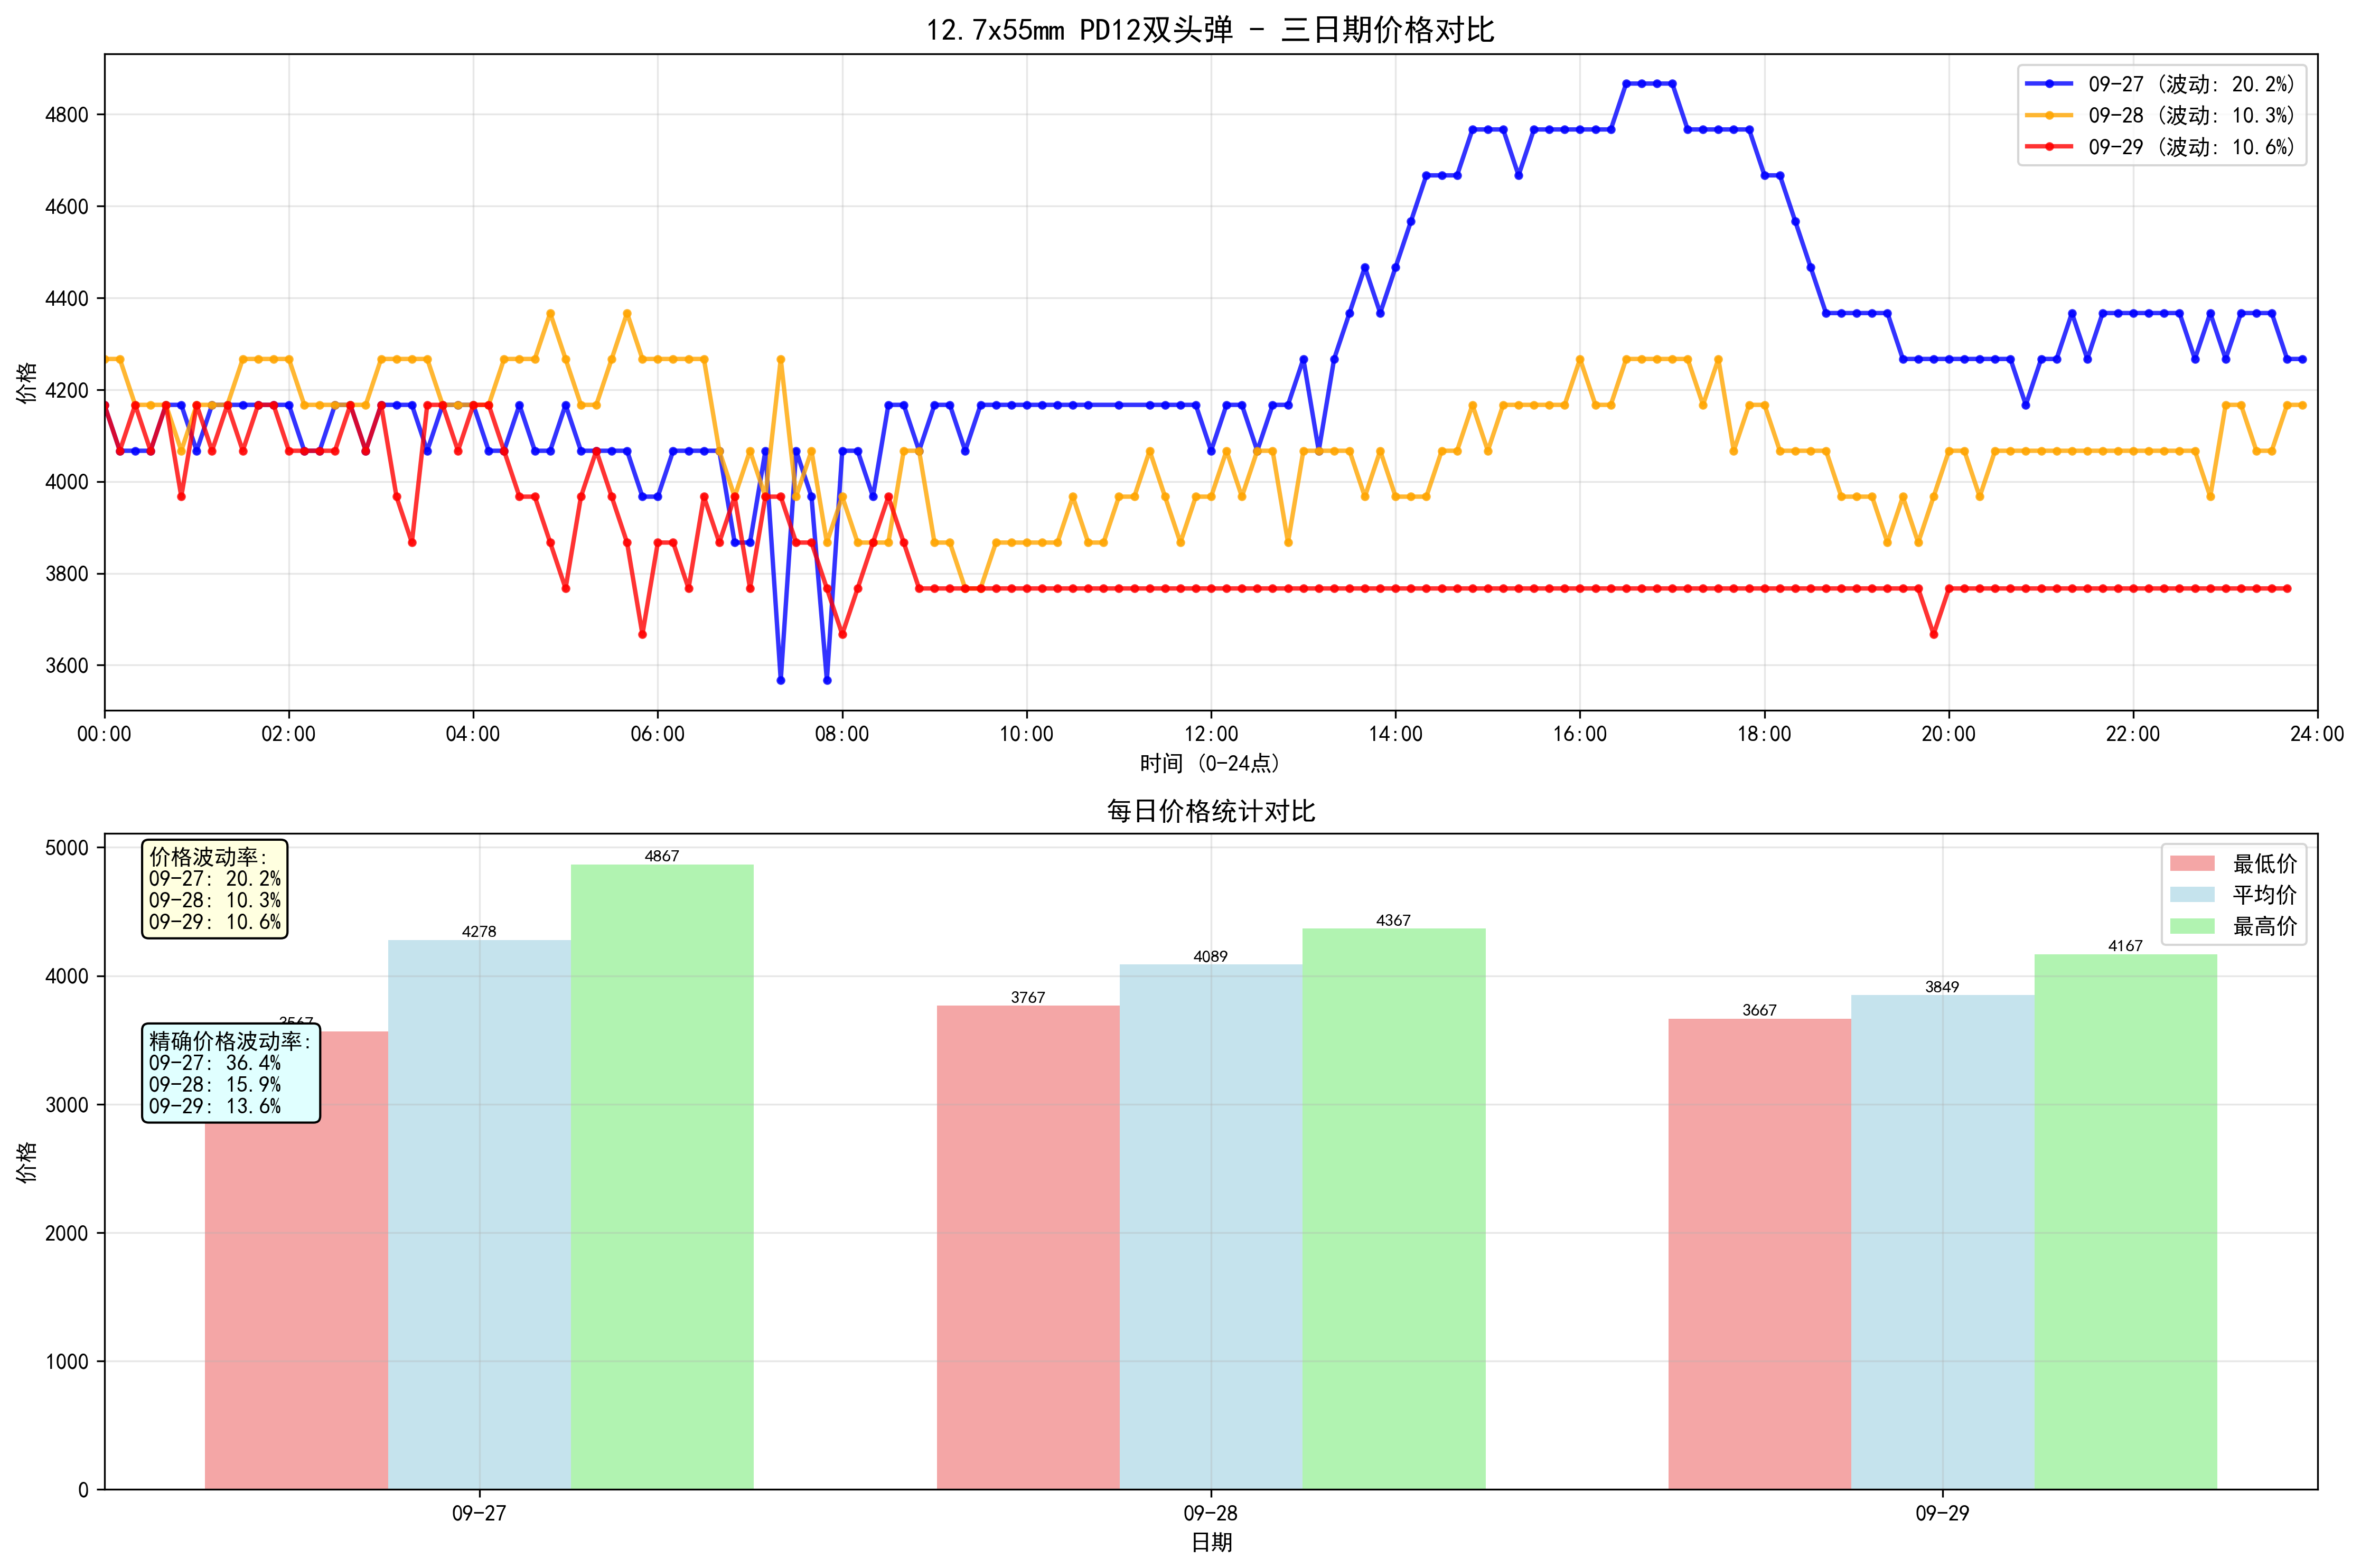 12.7x55mm PD12双头弹 - 三日期价格对比
09-27 (波动: 20.2%)
09-28 (波动: 10.3%)
09-29 (波动: 10.6%)
价格
4800
4600
4400
4200
4000
3800
3600
00:00 02:00 04:00 06:00 08:00 10:00 12:00 14:00 16:00 18:00 20:00 22:00 24:00
时间 (0-24点)
每日价格统计对比
价格波动率:
09-27: 20.2%
09-28: 10.3%
09-29: 10.6%
精确价格波动率:
09-27: 36.4%
09-28: 15.9%
09-29: 13.6%
最低价
平均价
最高价
3567 4278 4867
3767 4089 4367
3667 3849 4167
价格
5000
4000
3000
2000
1000
0
09-27 09-28 09-29
日期